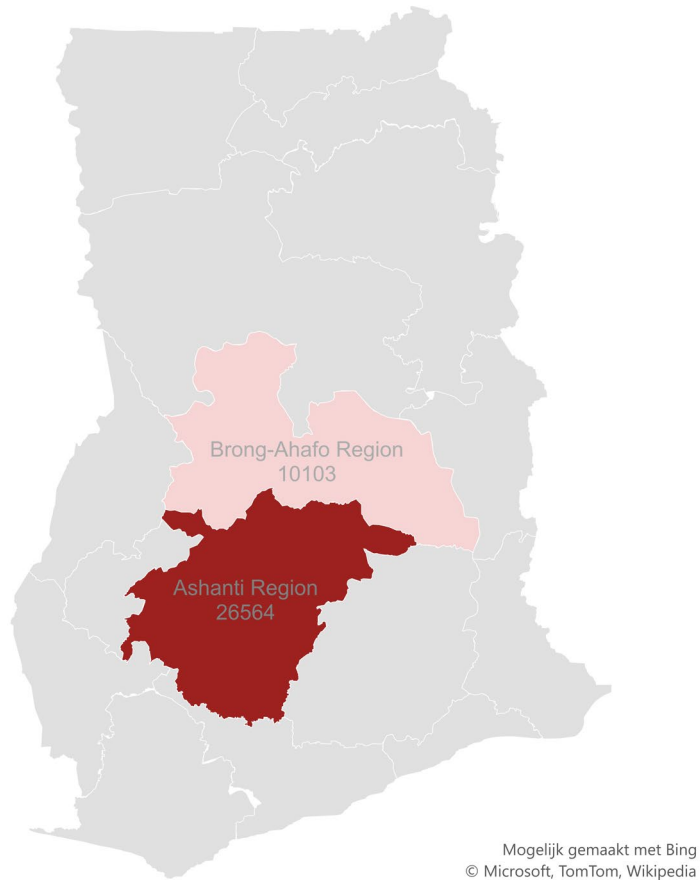 Brong-Ahafo Region
10103
Ashanti Region
26564
Mogelijk gemaakt met Bing
© Microsoft, TomTom, Wikipedia